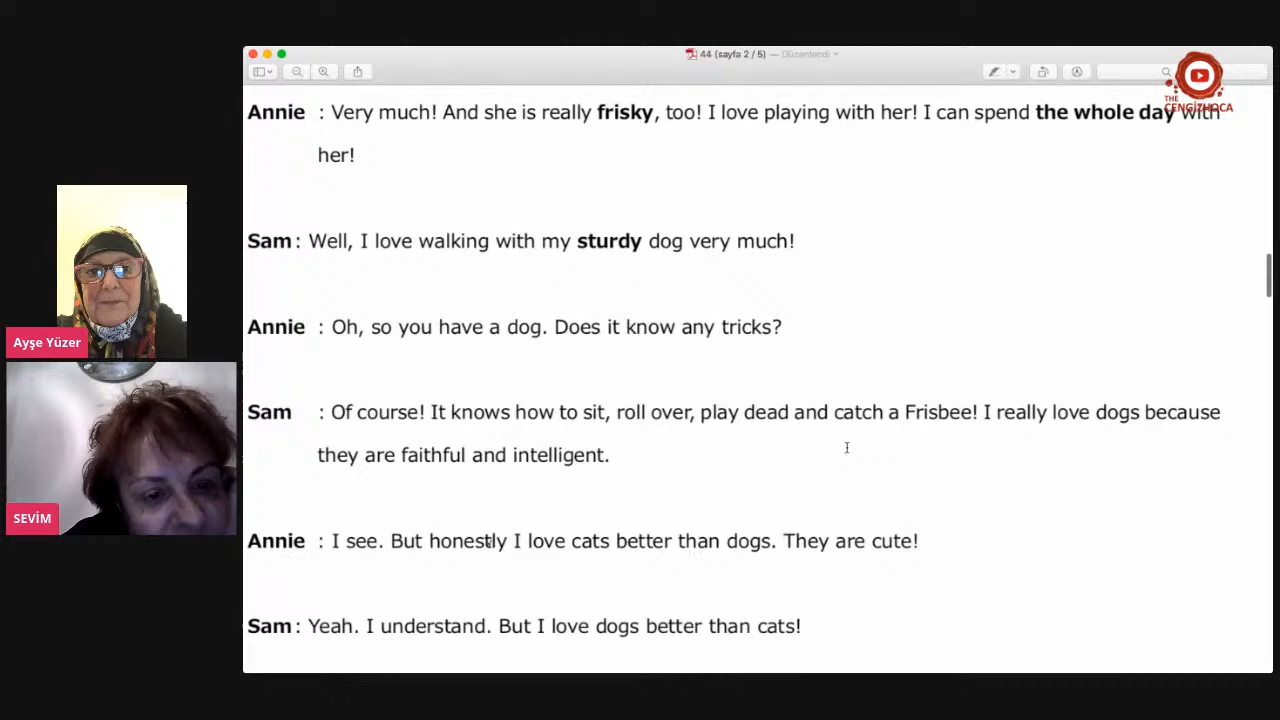 44 (sayfa 2 / 5) — Düzenlendi
THE
CENGİZHOCA
Annie : Very much! And she is really frisky, too! I love playing with her! I can spend the whole day with
her!
Sam : Well, I love walking with my sturdy dog very much!
Annie : Oh, so you have a dog. Does it know any tricks?
Sam : Of course! It knows how to sit, roll over, play dead and catch a Frisbee! I really love dogs because
they are faithful and intelligent.
Annie : I see. But honestly I love cats better than dogs. They are cute!
Sam : Yeah. I understand. But I love dogs better than cats!
Ayşe Yüzer
SEVİM